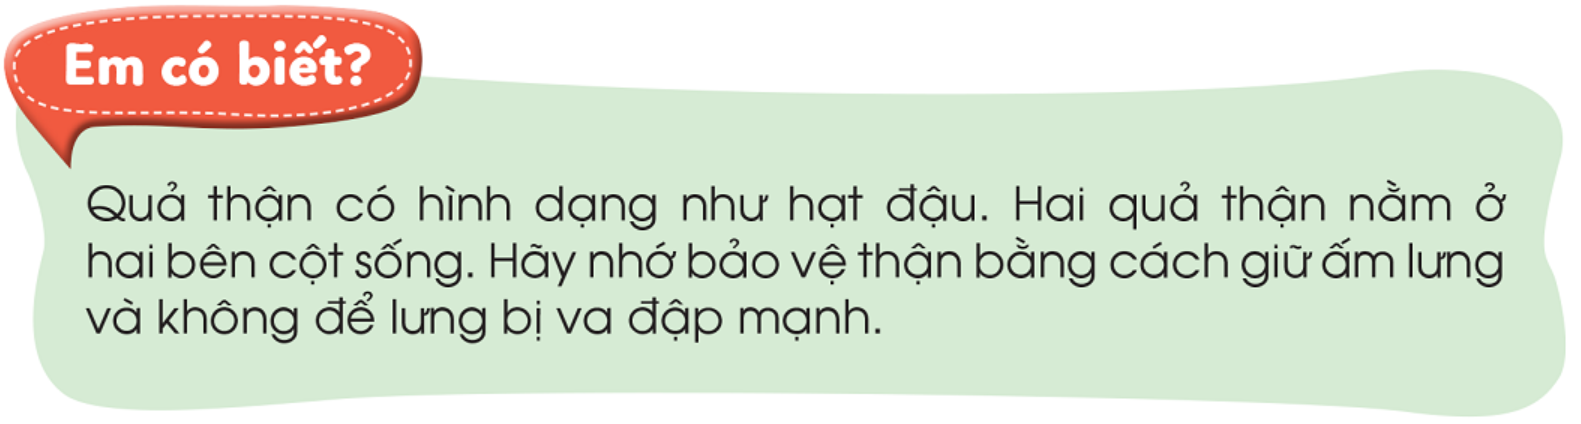 Em có biết?
Quả thận có hình dạng như hạt đậu. Hai quả thận nằm ở
hai bên cột sống. Hãy nhớ bảo vệ thận bằng cách giữ ấm lưng
và không để lưng bị va đập mạnh.